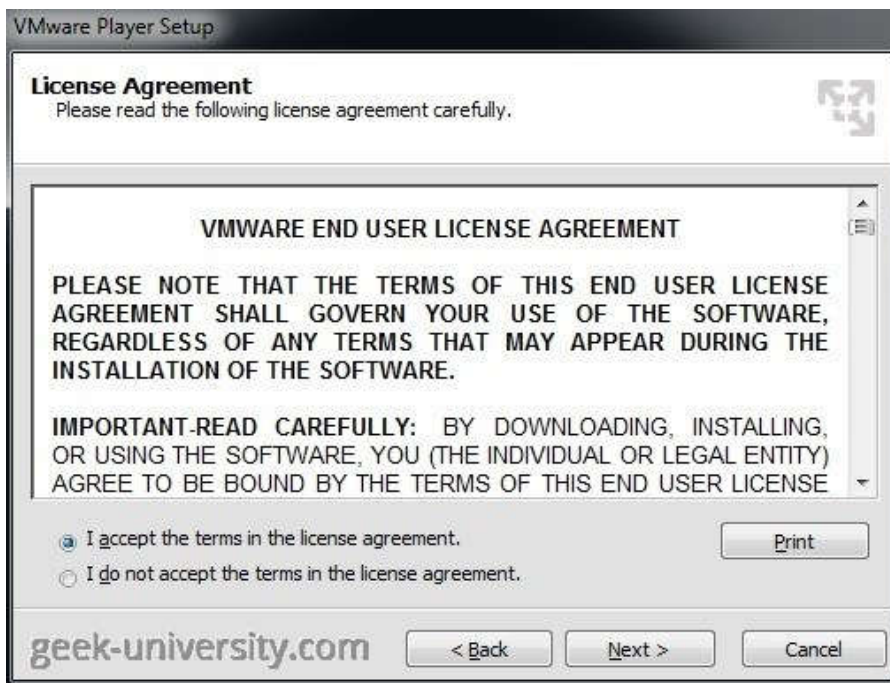 VMware Player Setup
License Agreement
Please read the following license agreement carefully.
VMWARE END USER LICENSE AGREEMENT
PLEASE NOTE THAT THE TERMS OF THIS END USER LICENSE
AGREEMENT SHALL GOVERN YOUR USE OF THE SOFTWARE,
REGARDLESS OF ANY TERMS THAT MAY APPEAR DURING THE
INSTALLATION OF THE SOFTWARE.
IMPORTANT-READ CAREFULLY: BY DOWNLOADING, INSTALLING,
OR USING THE SOFTWARE, YOU (THE INDIVIDUAL OR LEGAL ENTITY)
AGREE TO BE BOUND BY THE TERMS OF THIS END USER LICENSE
I accept the terms in the license agreement.
Print
I do not accept the terms in the license agreement.
geek-university.com
< Back
Next >
Cancel